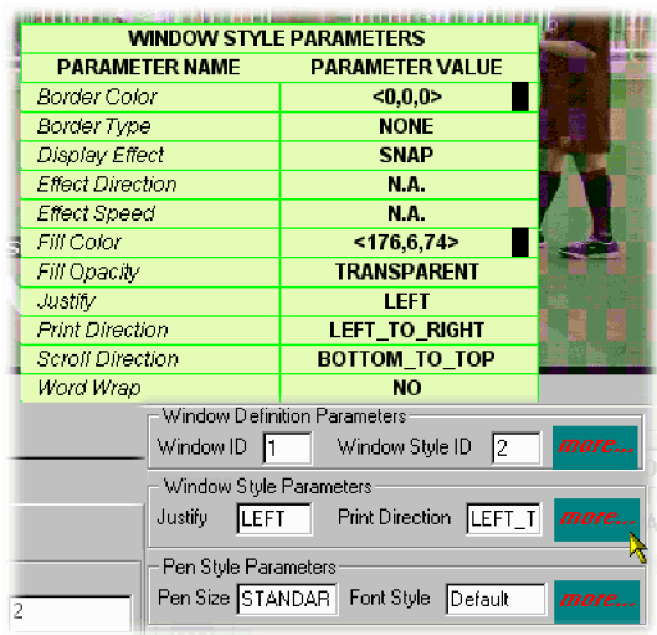 WINDOW STYLE PARAMETERS
PARAMETER NAME PARAMETER VALUE
Border Color <0,0,0>
Border Type NONE
Display Effect SNAP
Effect Direction N.A.
Effect Speed N.A.
Fill Color <176,6,74>
Fill Opacity TRANSPARENT
Justify LEFT
Print Direction LEFT_TO_RIGHT
Scroll Direction BOTTOM_TO_TOP
Word Wrap NO
Window Definition Parameters
Window ID 1 Window Style ID 2 more...
Window Style Parameters
Justify LEFT Print Direction LEFT_T more...
Pen Style Parameters
Pen Size STANDAR Font Style Default more...
2